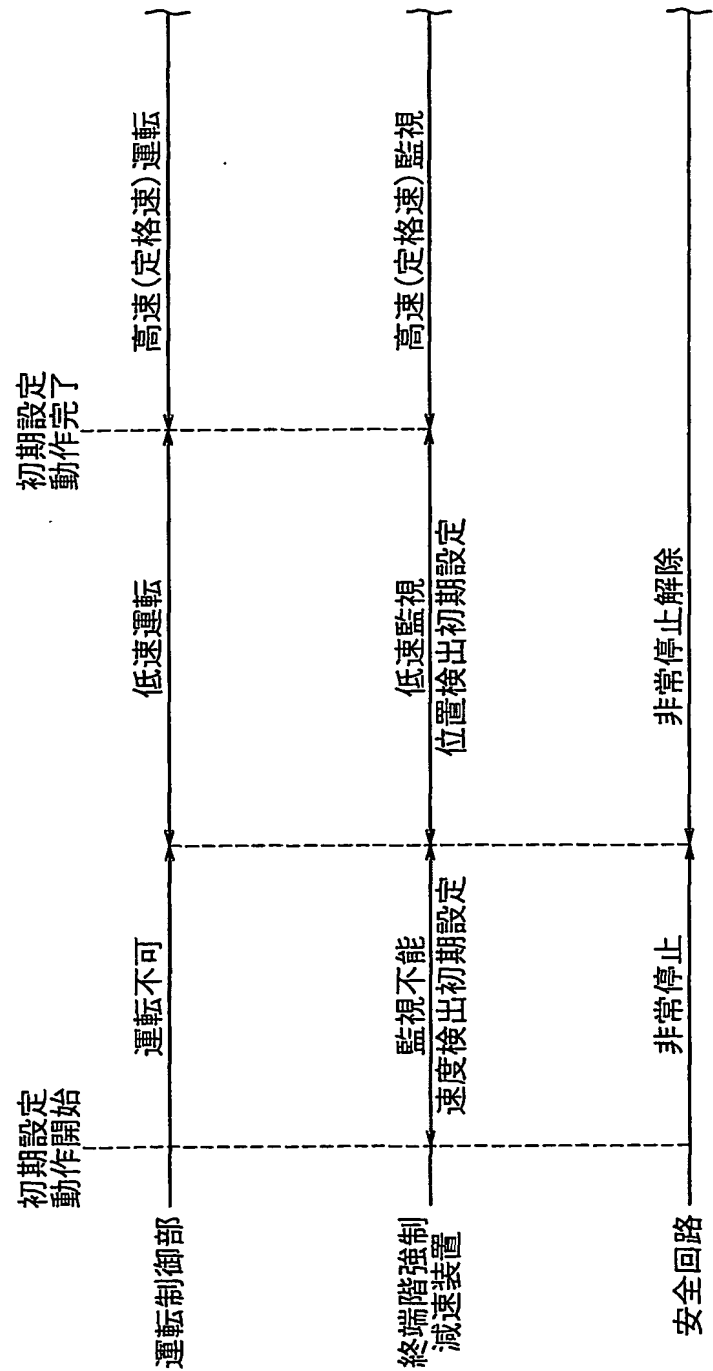 初期設定
動作開始
初期設定
動作完了
運転制御部
運転不可
低速運転
高速(定格速)運転
終端階強制
減速装置
監視不能
速度検出初期設定
低速監視
位置検出初期設定
高速(定格速)監視
安全回路
非常停止
非常停止解除